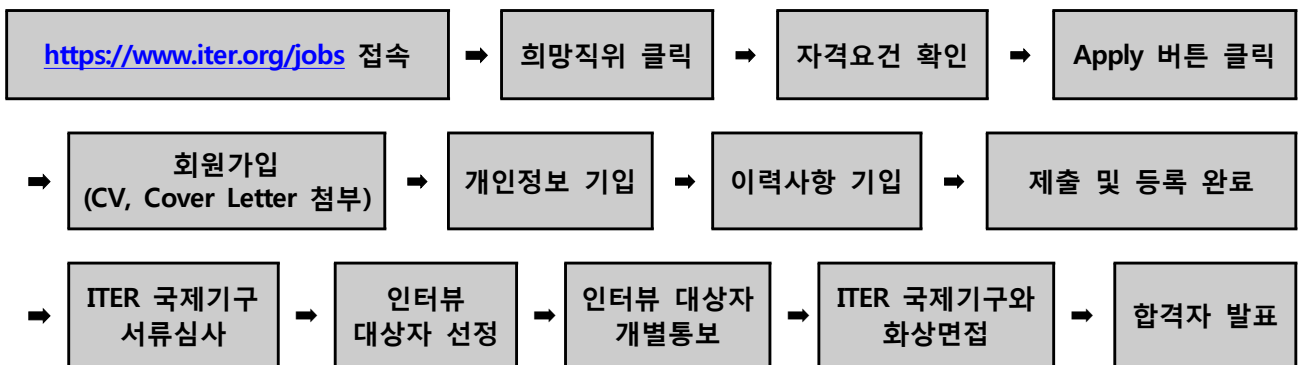 https://www.iter.org/jobs 접속 ➡ 희망직위 클릭 ➡ 자격요건 확인 ➡ Apply 버튼 클릭
➡ 회원가입
(CV, Cover Letter 첨부) ➡ 개인정보 기입 ➡ 이력사항 기입 ➡ 제출 및 등록 완료
➡ ITER 국제기구
서류심사 ➡ 인터뷰
대상자 선정 ➡ 인터뷰 대상자
개별통보 ➡ ITER 국제기구와
화상면접 ➡ 합격자 발표